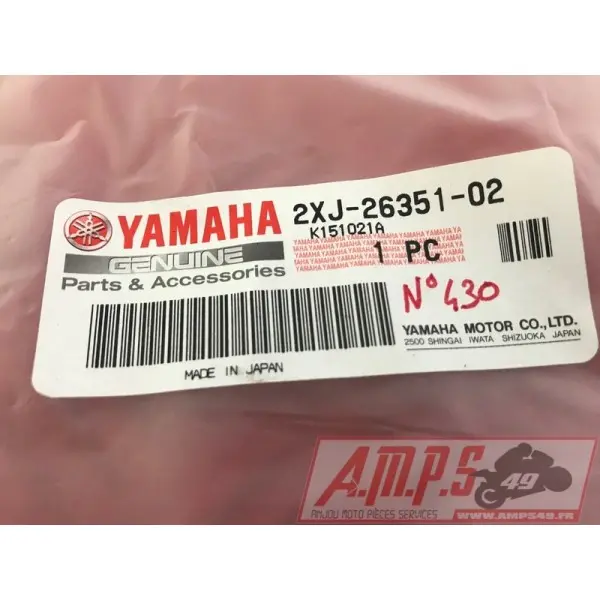 YAMAHA
GENUINE
Parts & Accessories
2XJ-26351-02
K151021A
1 PC
N° 430
YAMAHA MOTOR CO.,LTD.
2500 SHINGAI IWATA SHIZUOKA JAPAN
MADE IN JAPAN
A.M.P.S 49
ANJOU MOTO PIÈCES SERVICES
WWW.AMPS49.FR